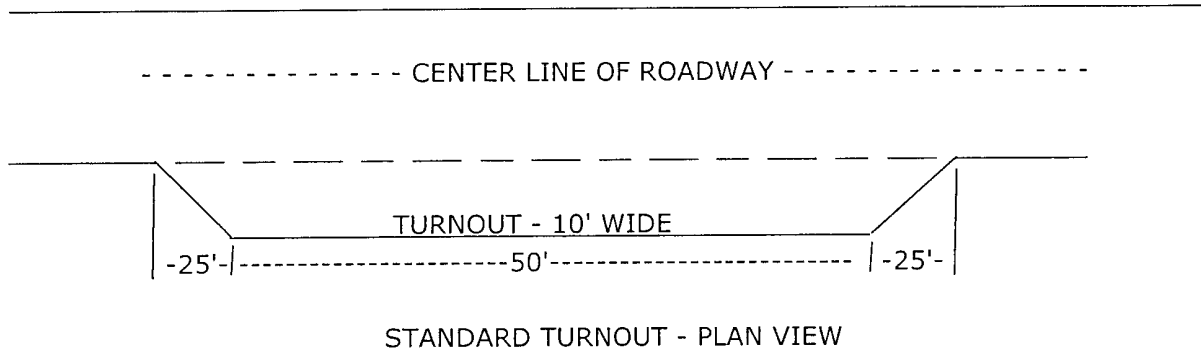 - - - - - - - - - - - - - CENTER LINE OF ROADWAY - - - - - - - - - - - - - -
TURNOUT - 10' WIDE
-25'-|-----------------------50'--------------------------|-25'-|
STANDARD TURNOUT - PLAN VIEW